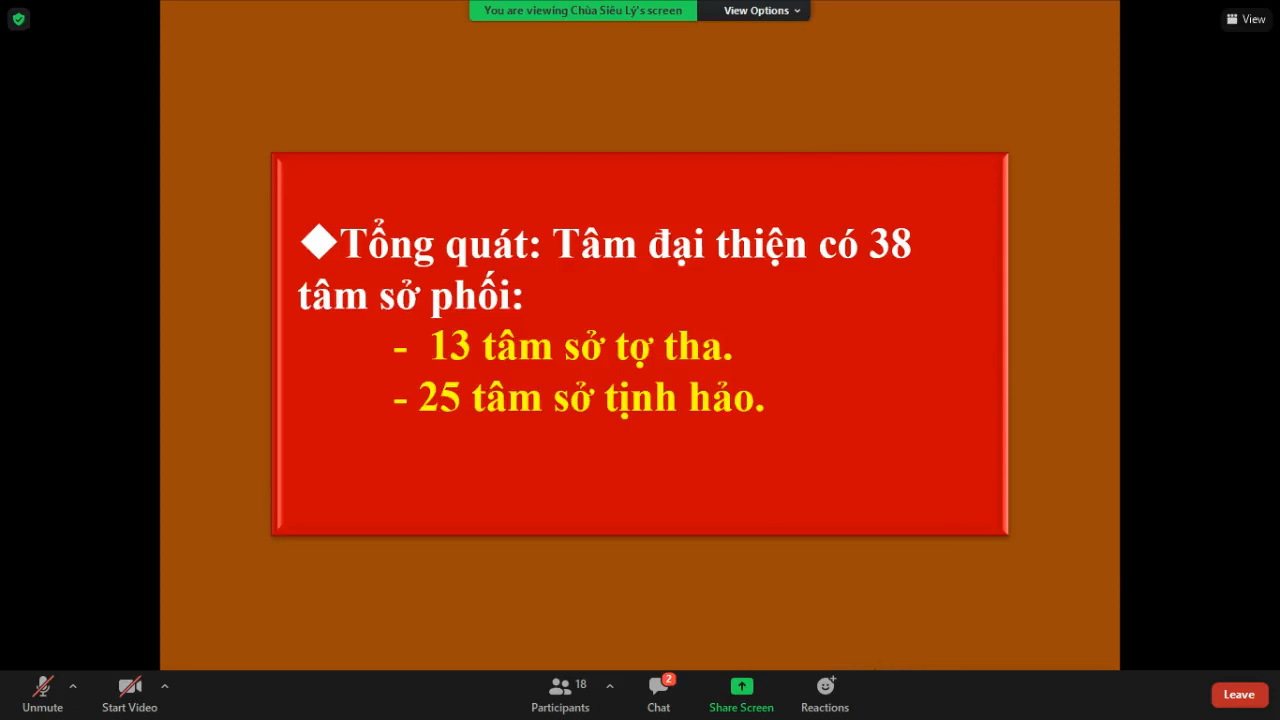 You are viewing Chùa Siêu Lý's screen
View Options
View
◆Tổng quát: Tâm đại thiện có 38
tâm sở phối:
- 13 tâm sở tợ tha.
- 25 tâm sở tịnh hảo.
Unmute
Start Video
18
Participants
2
Chat
Share Screen
Reactions
Leave